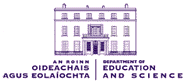 AN ROINN
OIDEACHAIS
AGUS EOLAÍOCHTA
DEPARTMENT OF
EDUCATION
AND SCIENCE